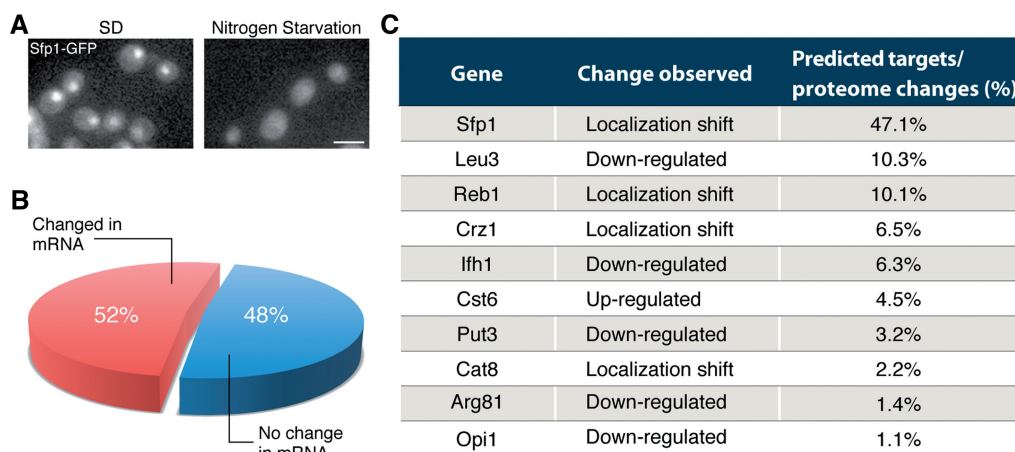 A
SD
Nitrogen Starvation
Sfp1-GFP
B
Changed in
mRNA
52%
48%
No change
in mRNA
C
Gene Change observed Predicted targets/
proteome changes (%)
Sfp1 Localization shift 47.1%
Leu3 Down-regulated 10.3%
Reb1 Localization shift 10.1%
Crz1 Localization shift 6.5%
Ifh1 Down-regulated 6.3%
Cst6 Up-regulated 4.5%
Put3 Down-regulated 3.2%
Cat8 Localization shift 2.2%
Arg81 Down-regulated 1.4%
Opi1 Down-regulated 1.1%